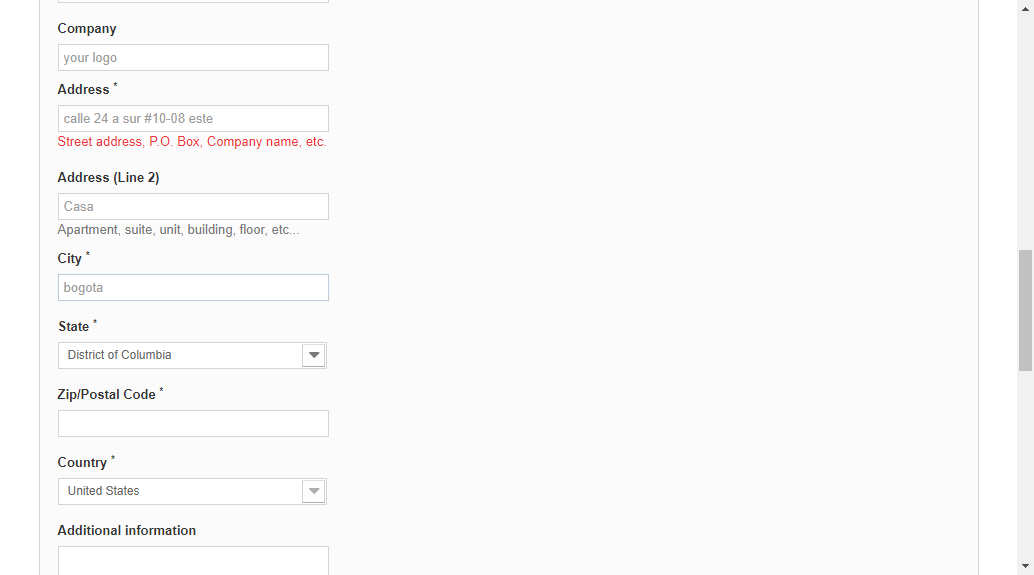 Company
your logo
Address *
calle 24 a sur #10-08 este
Street address, P.O. Box, Company name, etc.
Address (Line 2)
Casa
Apartment, suite, unit, building, floor, etc...
City *
bogota
State *
District of Columbia
Zip/Postal Code *
Country *
United States
Additional information